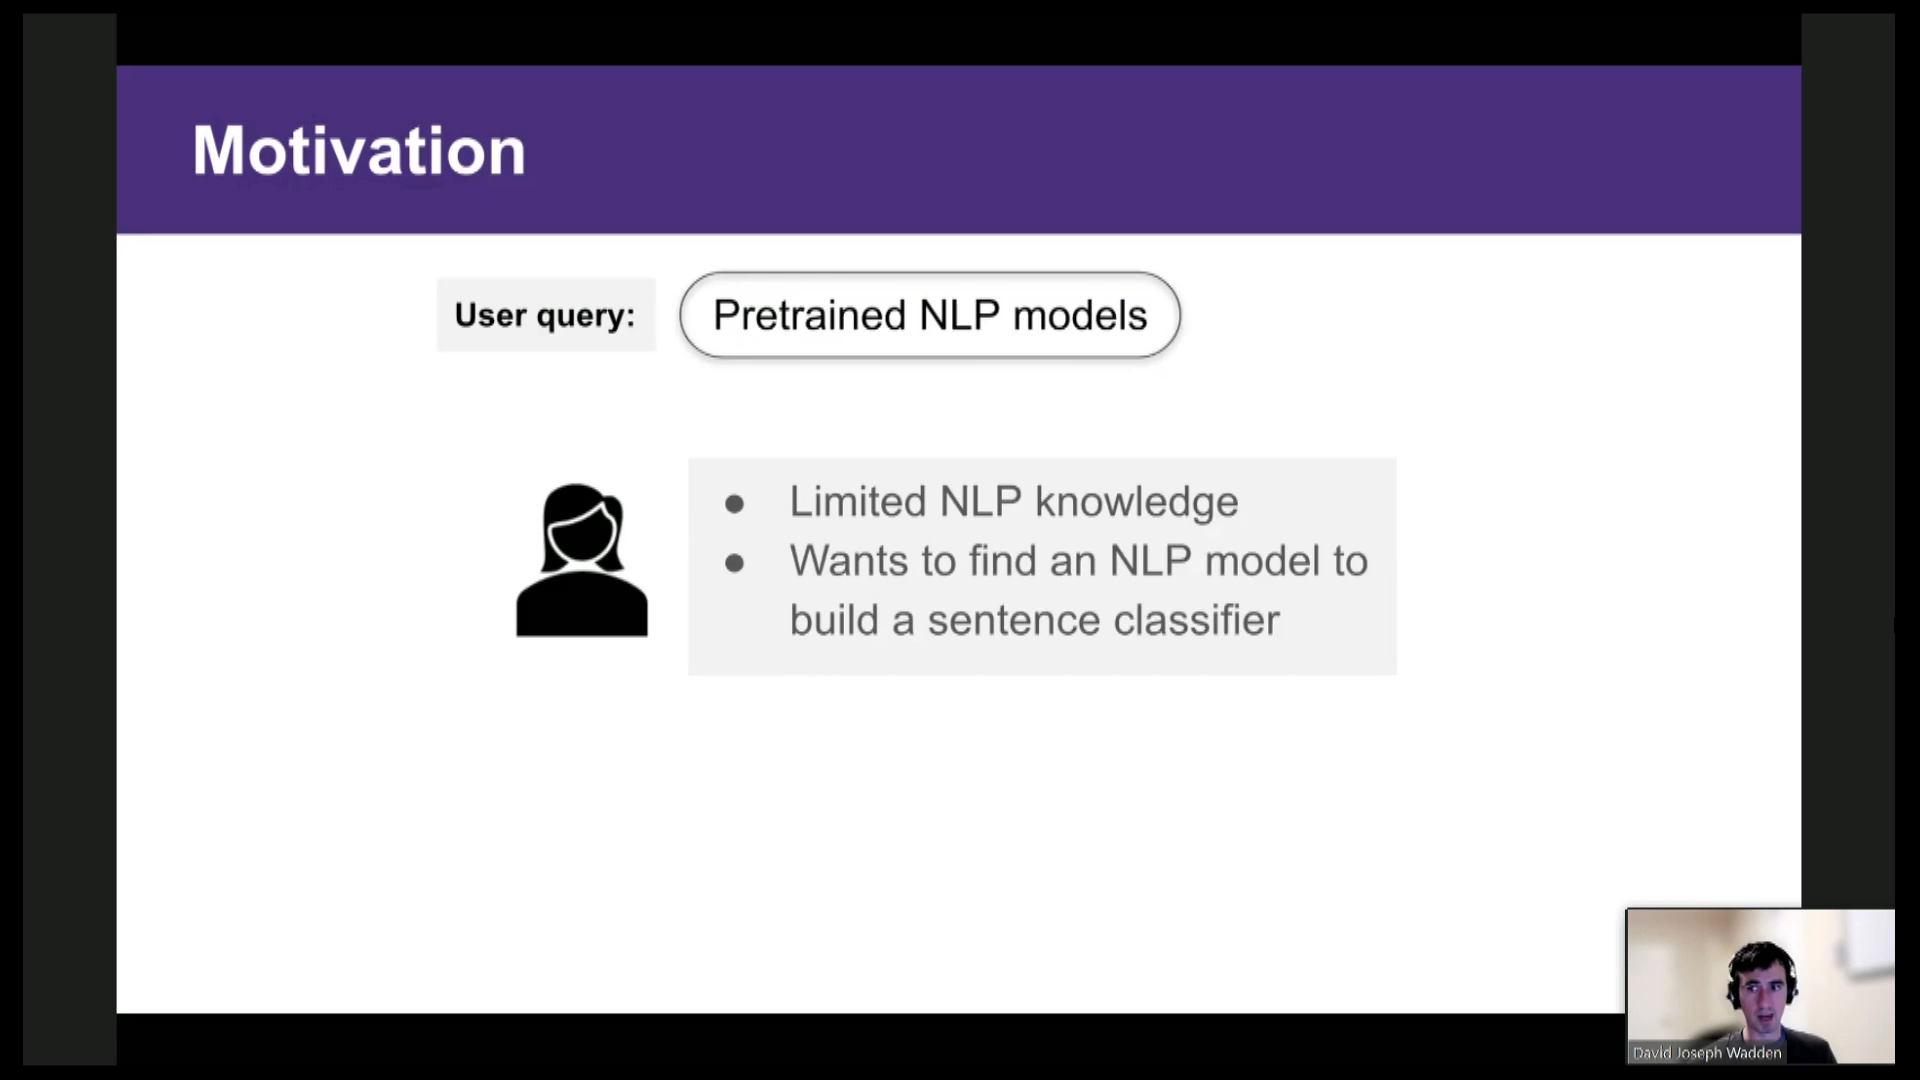 Motivation
User query:
Pretrained NLP models
● Limited NLP knowledge
● Wants to find an NLP model to
build a sentence classifier
David Joseph Wadden